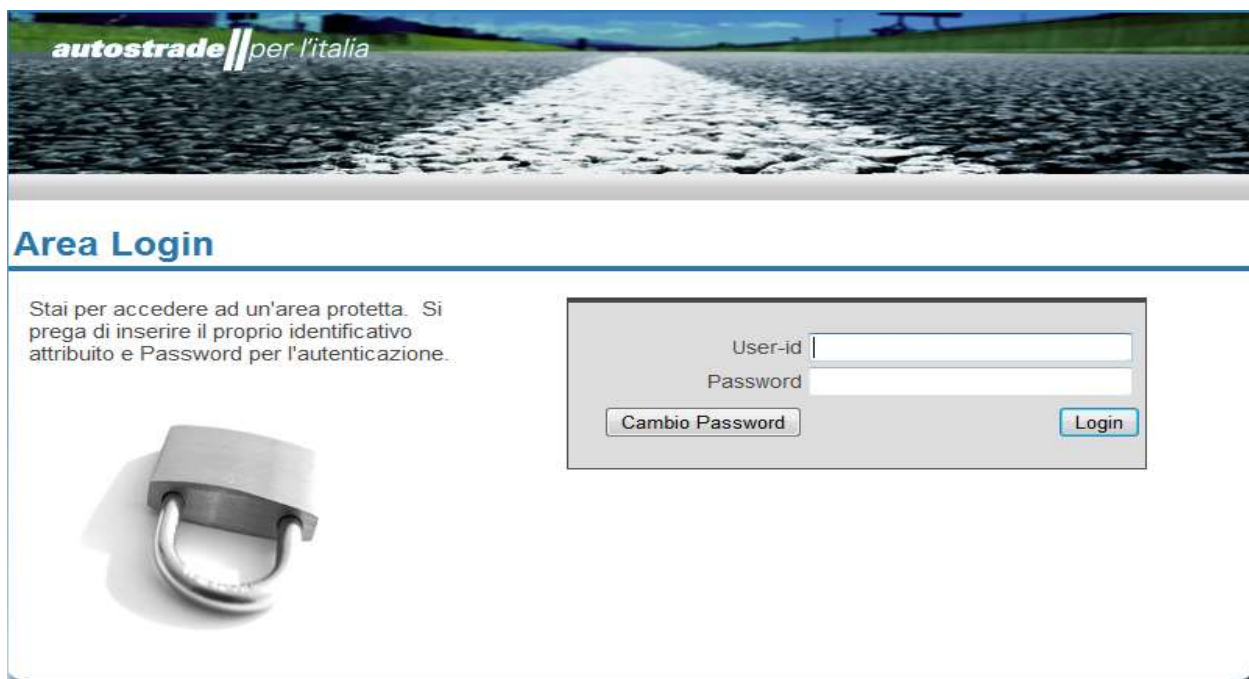 autostrade per l'italia
Area Login
Stai per accedere ad un'area protetta. Si
prega di inserire il proprio identificativo
attribuito e Password per l'autenticazione.
User-id
Password
Cambio Password
Login